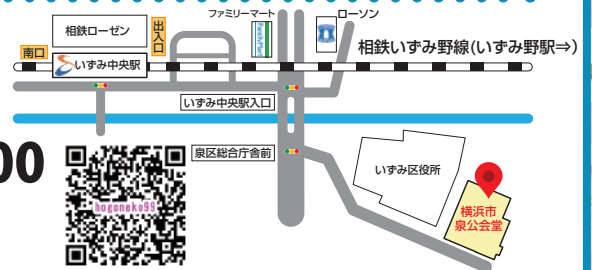 ファミリーマート
ローソン
相鉄ローゼン
出入口
FamilyMart
相鉄いずみ野線(いずみ野駅⇒)
南口
いずみ中央駅
いずみ中央駅入口
00
泉区総合庁舎前
いずみ区役所
hogoneko99
横浜市
泉公会堂